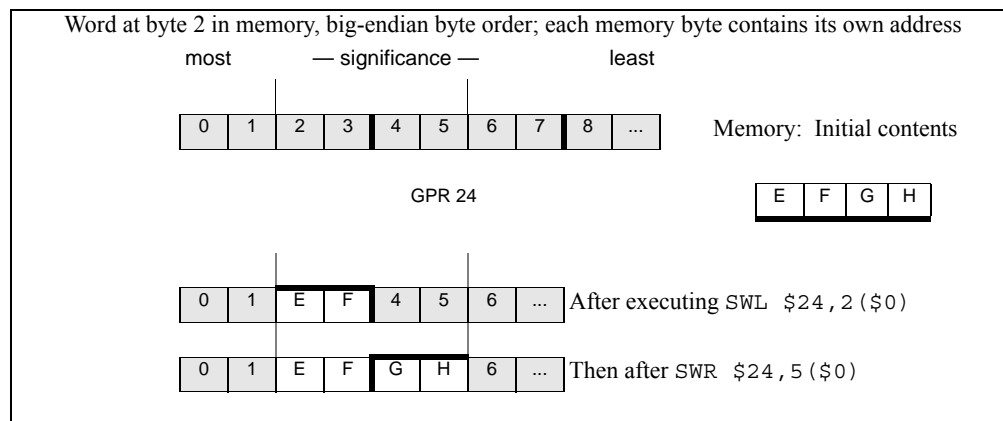 Word at byte 2 in memory, big-endian byte order; each memory byte contains its own address
most — significance — least
0 1 2 3 4 5 6 7 8 ... Memory: Initial contents
GPR 24 E F G H
0 1 E F 4 5 6 ... After executing SWL $24,2($0)
0 1 E F G H 6 ... Then after SWR $24,5($0)